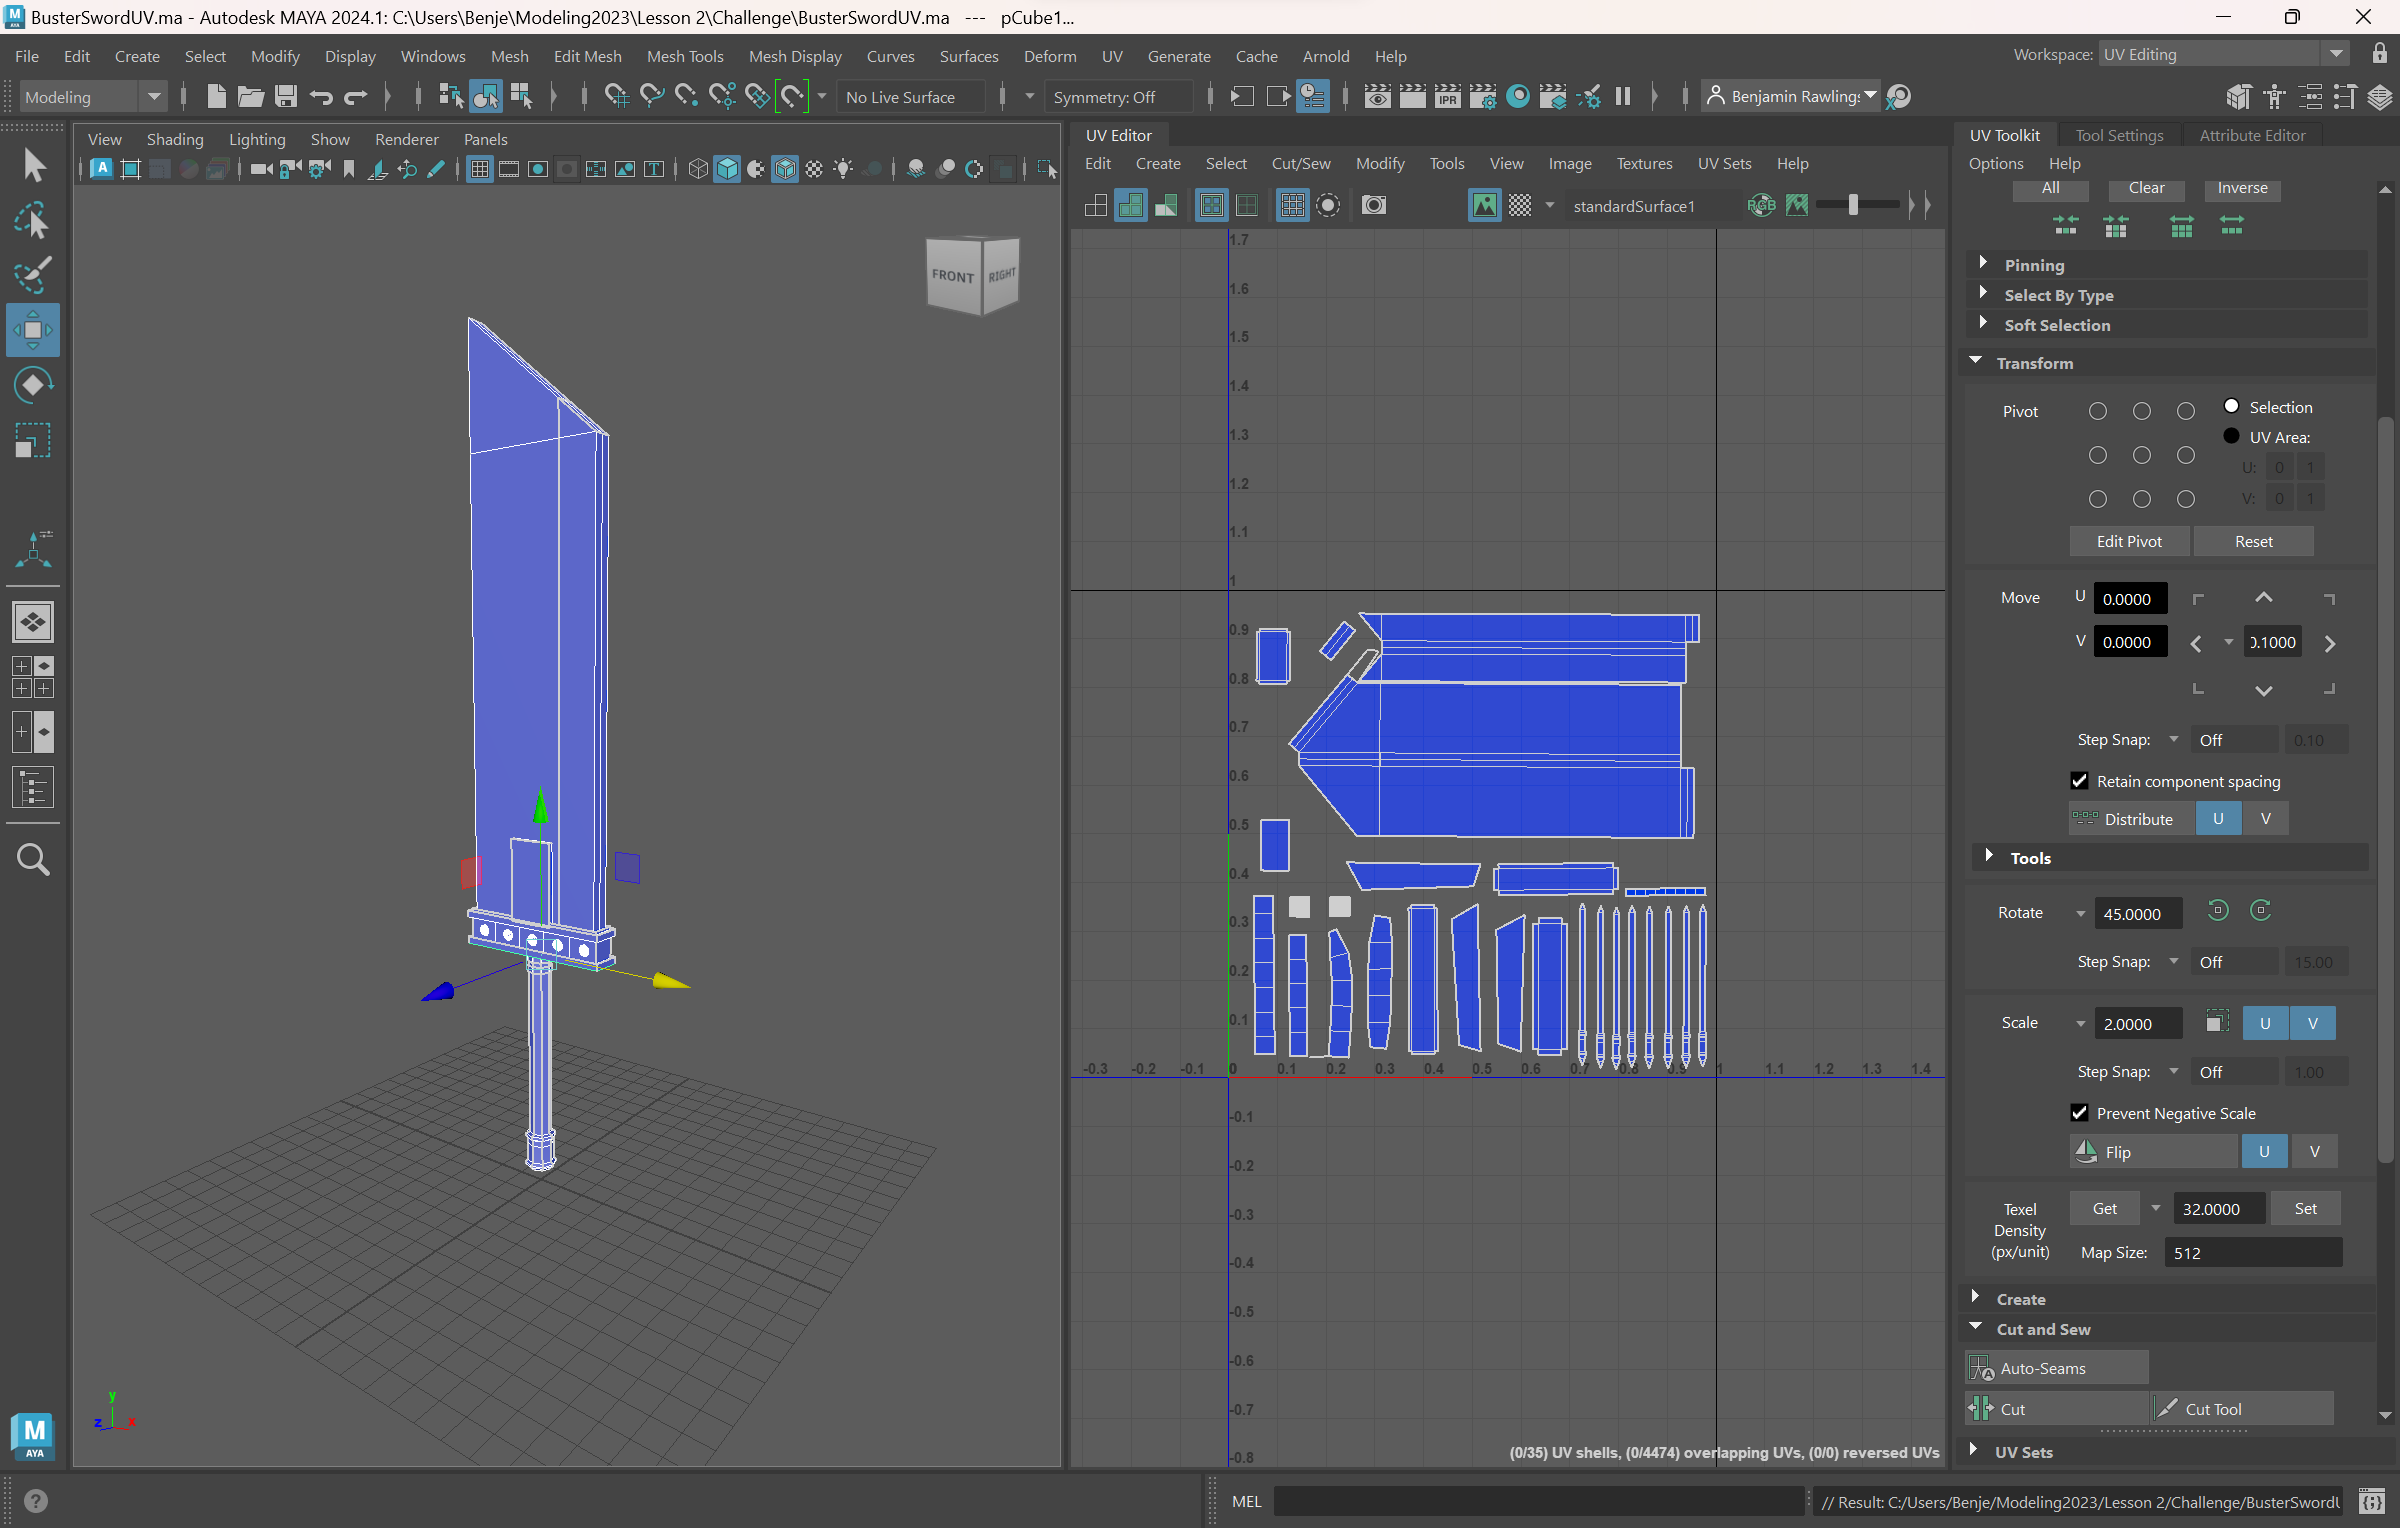 BusterSwordUV.ma - Autodesk MAYA 2024.1: C:\Users\Benje\Modeling2023\Lesson 2\Challenge\BusterSwordUV.ma --- pCube1...
File Edit Create Select Modify Display Windows Mesh Edit Mesh Mesh Tools Mesh Display Curves Surfaces Deform UV Generate Cache Arnold Help
Workspace: UV Editing
Modeling
No Live Surface
Symmetry: Off
IPR
Benjamin Rawlings
View Shading Lighting Show Renderer Panels
UV Editor
Edit Create Select Cut/Sew Modify Tools View Image Textures UV Sets Help
standardSurface1
RGB
UV Toolkit Tool Settings Attribute Editor
Options Help
All Clear Inverse
Pinning
Select By Type
Soft Selection
Transform
Pivot
Selection
UV Area:
U: 0 1
V: 0 1
Edit Pivot Reset
Move U 0.0000
V 0.0000
0.1000
Step Snap: Off 0.10
Retain component spacing
Distribute U V
Tools
Rotate 45.0000
Step Snap: Off 15.00
Scale 2.0000 U V
Step Snap: Off 1.00
Prevent Negative Scale
Flip U V
Texel Density (px/unit)
Get 32.0000 Set
Map Size: 512
Create
Cut and Sew
Auto-Seams
Cut Cut Tool
UV Sets
FRONT RIGHT
1.7
1.6
1.5
1.4
1.3
1.2
1.1
1
0.9
0.8
0.7
0.6
0.5
0.4
0.3
0.2
0.1
-0.3 -0.2 -0.1 0 0.1 0.2 0.3 0.4 0.5 0.6 0.7 0.8 0.9 1 1.1 1.2 1.3 1.4
-0.1
-0.2
-0.3
-0.4
-0.5
-0.6
-0.7
-0.8
(0/35) UV shells, (0/4474) overlapping UVs, (0/0) reversed UVs
y
z x
M
AYA
MEL
// Result: C:/Users/Benje/Modeling2023/Lesson 2/Challenge/BusterSwordU